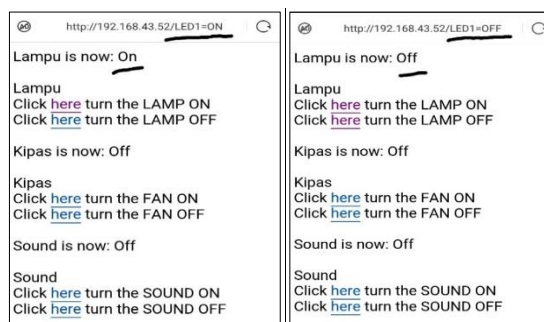 http://192.168.43.52/LED1=ON
Lampu is now: On
Lampu
Click here turn the LAMP ON
Click here turn the LAMP OFF
Kipas is now: Off
Kipas
Click here turn the FAN ON
Click here turn the FAN OFF
Sound is now: Off
Sound
Click here turn the SOUND ON
Click here turn the SOUND OFF
http://192.168.43.52/LED1=OFF
Lampu is now: Off
Lampu
Click here turn the LAMP ON
Click here turn the LAMP OFF
Kipas is now: Off
Kipas
Click here turn the FAN ON
Click here turn the FAN OFF
Sound is now: Off
Sound
Click here turn the SOUND ON
Click here turn the SOUND OFF